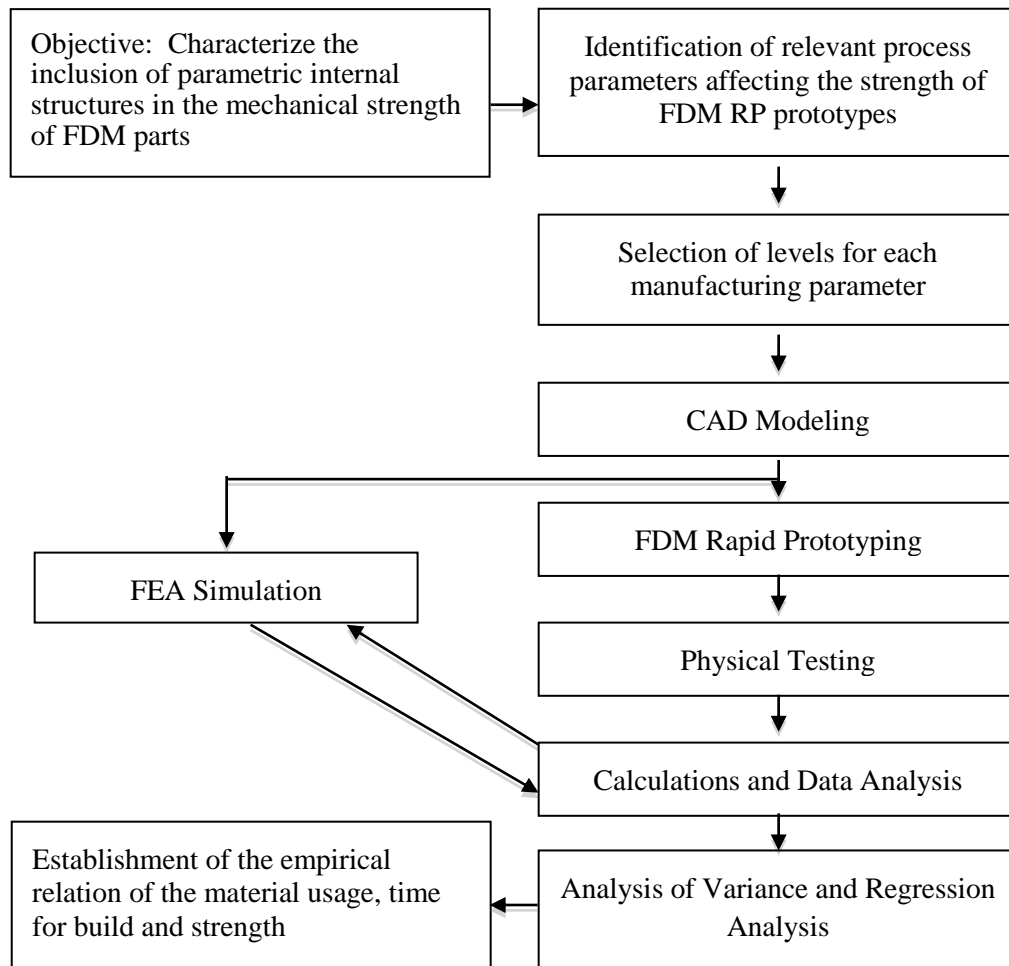 Objective:  Characterize the
inclusion of parametric internal
structures in the mechanical strength
of FDM parts
Identification of relevant process
parameters affecting the strength of
FDM RP prototypes
Selection of levels for each
manufacturing parameter
CAD Modeling
FDM Rapid Prototyping
FEA Simulation
Physical Testing
Calculations and Data Analysis
Establishment of the empirical
relation of the material usage, time
for build and strength
Analysis of Variance and Regression
Analysis